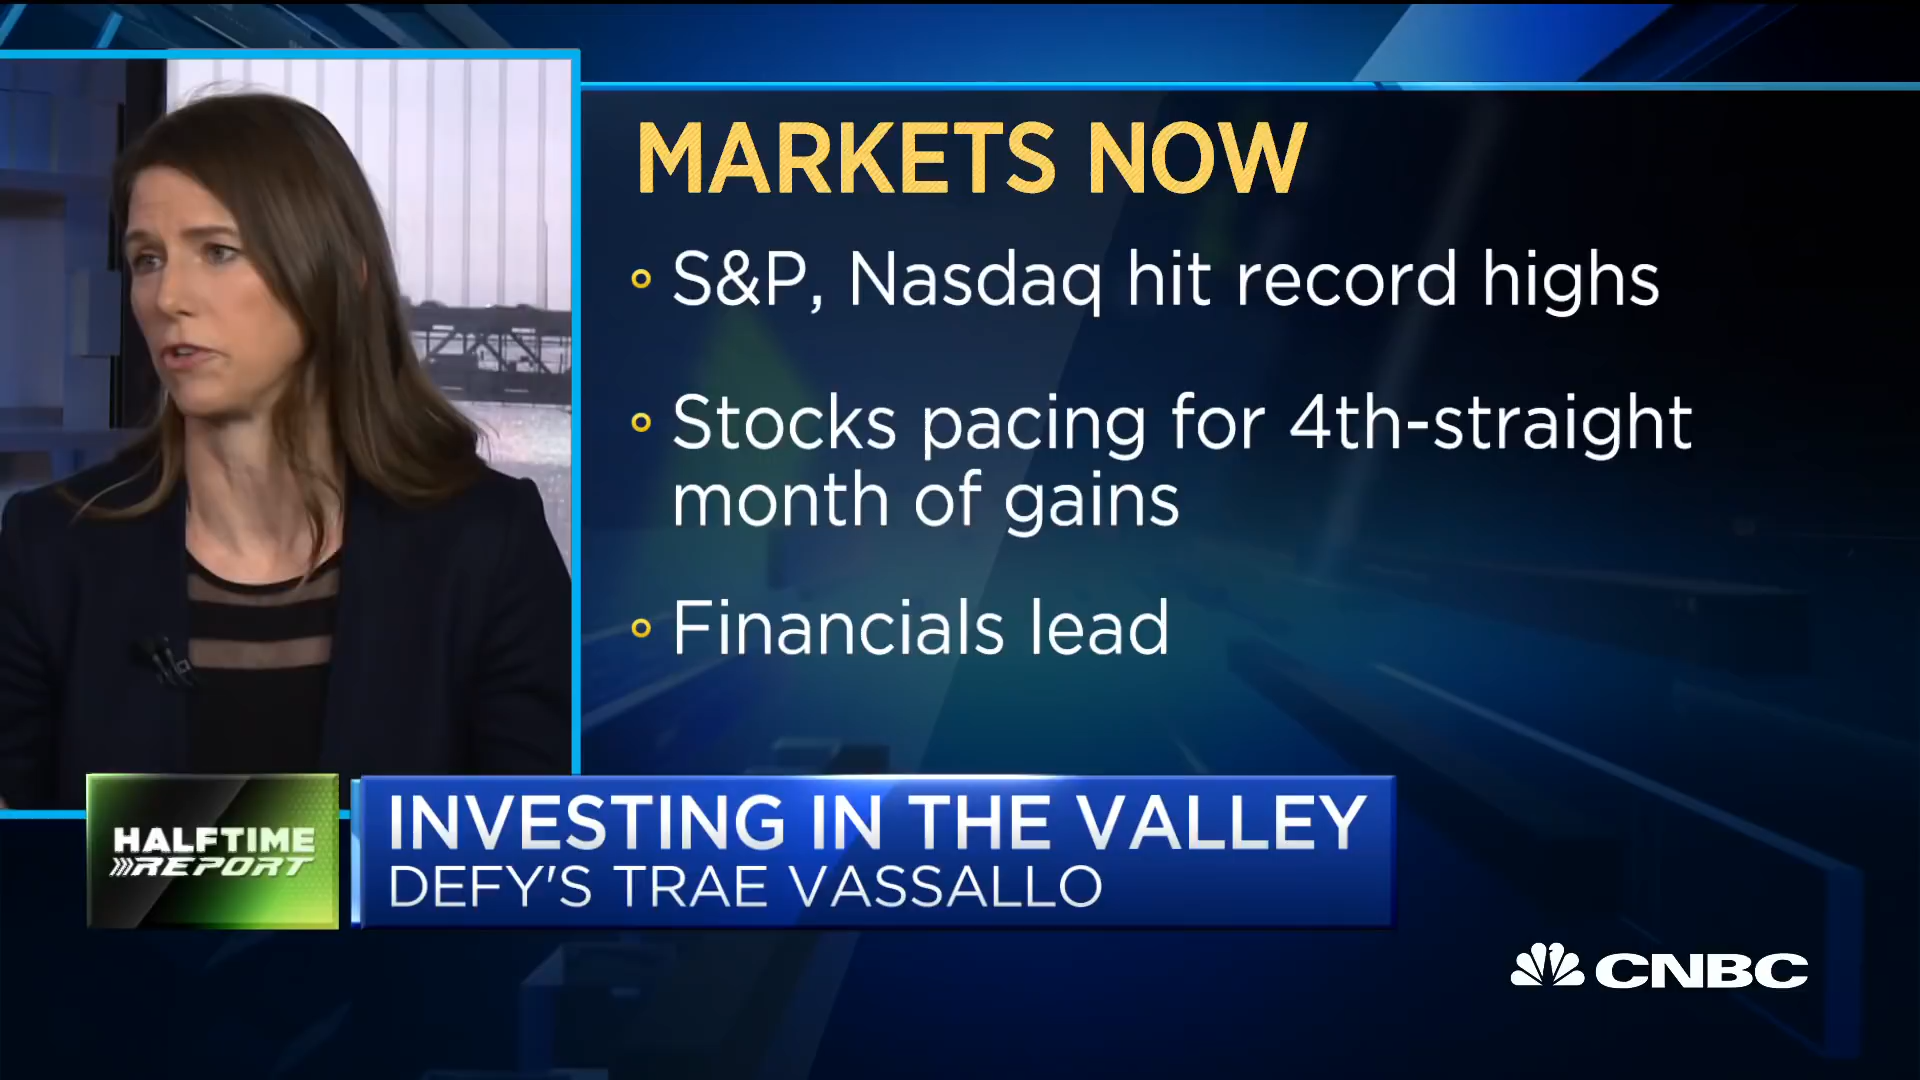 MARKETS NOW
S&P, Nasdaq hit record highs
Stocks pacing for 4th-straight
month of gains
Financials lead
HALFTIME
REPORT
INVESTING IN THE VALLEY
DEFY'S TRAE VASSALLO
CNBC